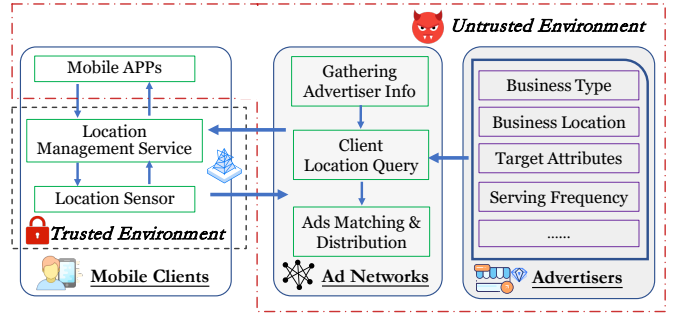 Untrusted Environment
Mobile APPs
Location
Management Service
Location Sensor
Trusted Environment
Mobile Clients
Gathering
Advertiser Info
Client
Location Query
Ads Matching &
Distribution
Ad Networks
Business Type
Business Location
Target Attributes
Serving Frequency
......
Advertisers